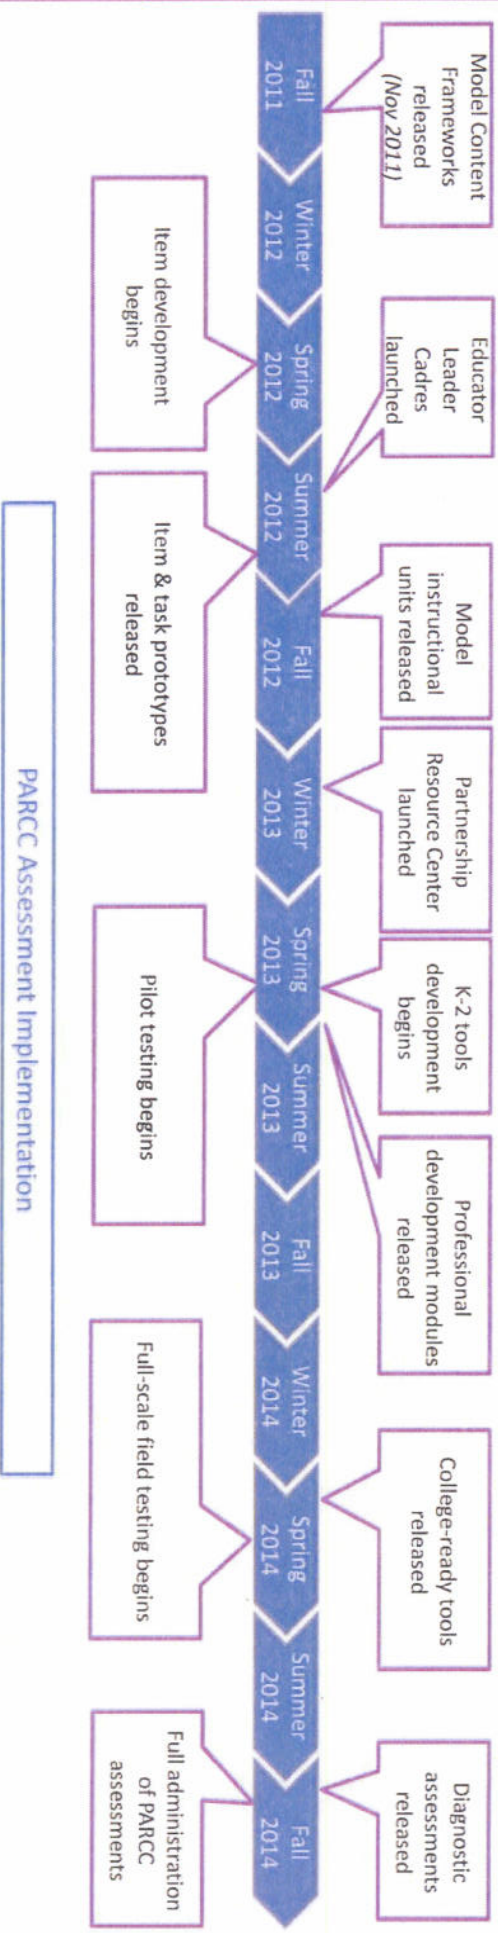 Model Content
Frameworks
released
(Nov 2011)
Educator
Leader
Cadres
launched
Model
instructional
units released
Partnership
Resource Center
launched
K-2 tools
development
begins
Professional
development modules
released
College-ready tools
released
Diagnostic
assessments
released
Fall
2011
Winter
2012
Spring
2012
Summer
2012
Fall
2012
Winter
2013
Spring
2013
Summer
2013
Fall
2013
Winter
2014
Spring
2014
Summer
2014
Fall
2014
Item development
begins
Item & task prototypes
released
Pilot testing begins
Full-scale field testing begins
Full administration
of PARCC
assessments
PARCC Assessment Implementation